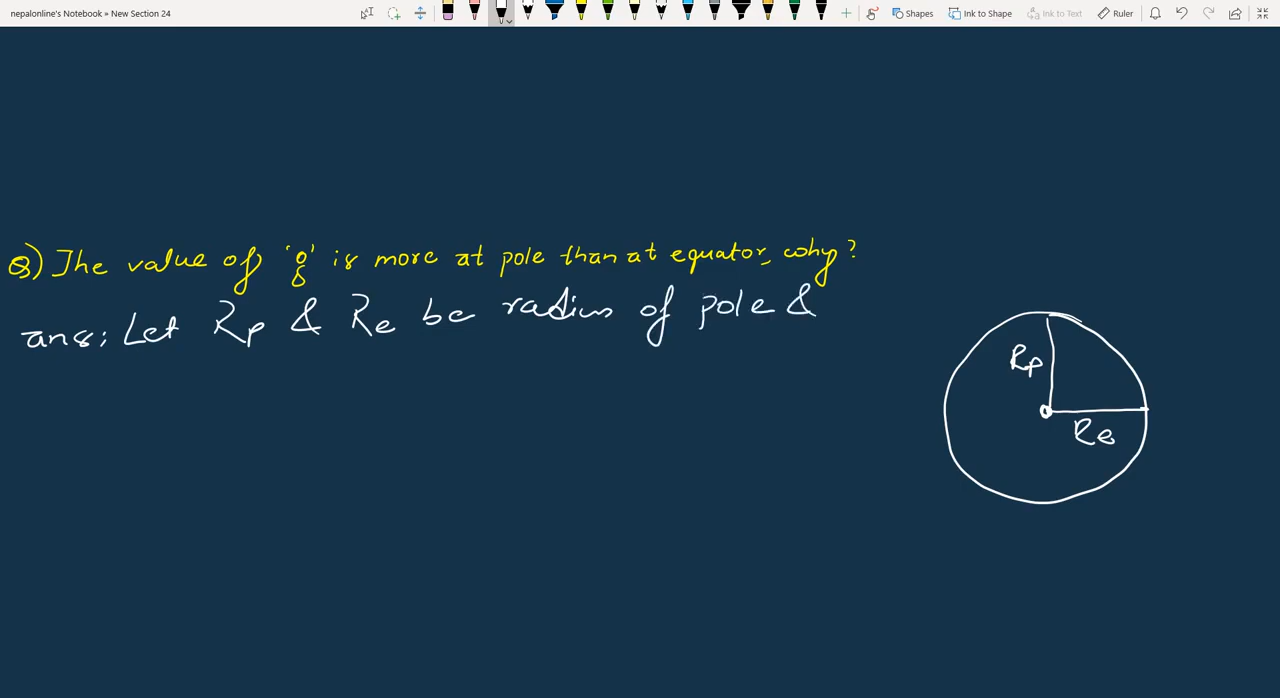 nepalonline's Notebook » New Section 24
Shapes Ink to Shape Ink to Text Ruler
Q) The value of 'g' is more at pole than at equator, why?
ans: Let Rp & Re be radius of pole &
Rp
Re